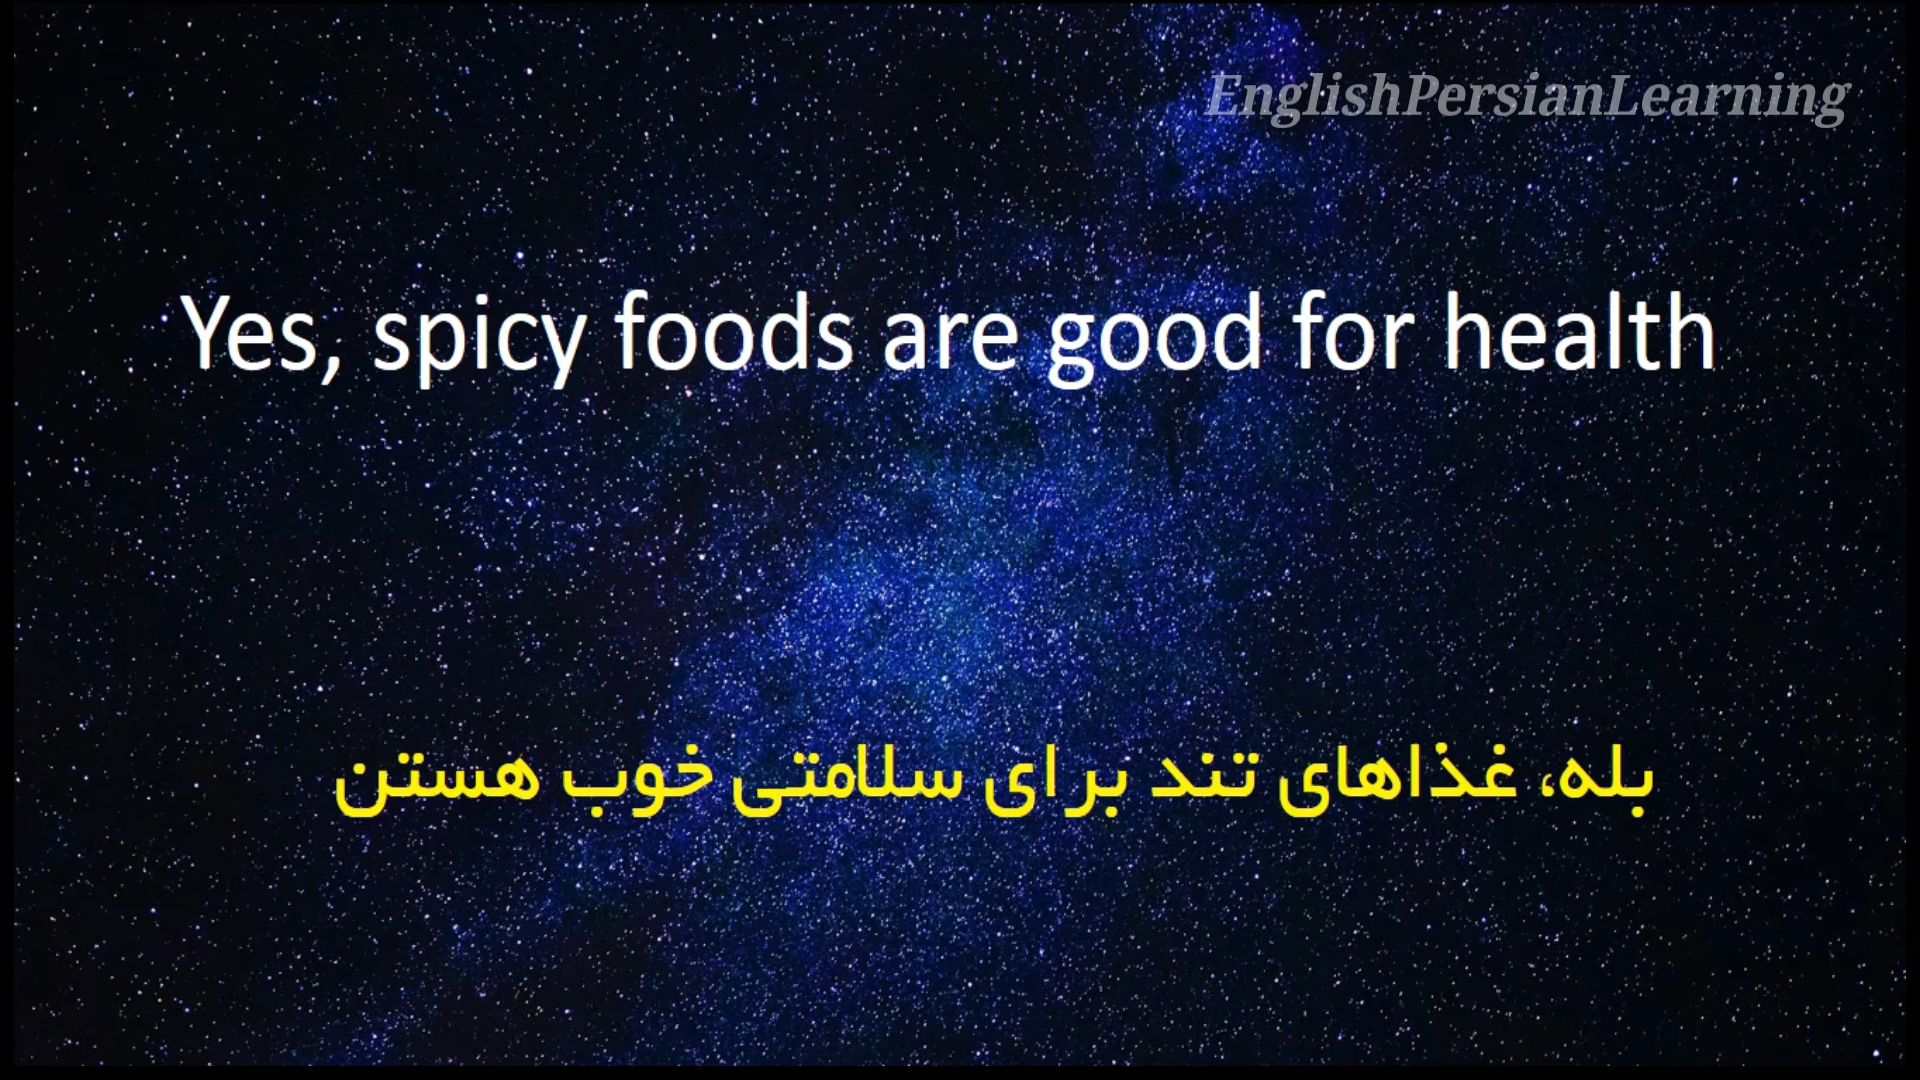 EnglishPersianLearning
Yes, spicy foods are good for health
بله، غذاهای تند برای سلامتی خوب هستن